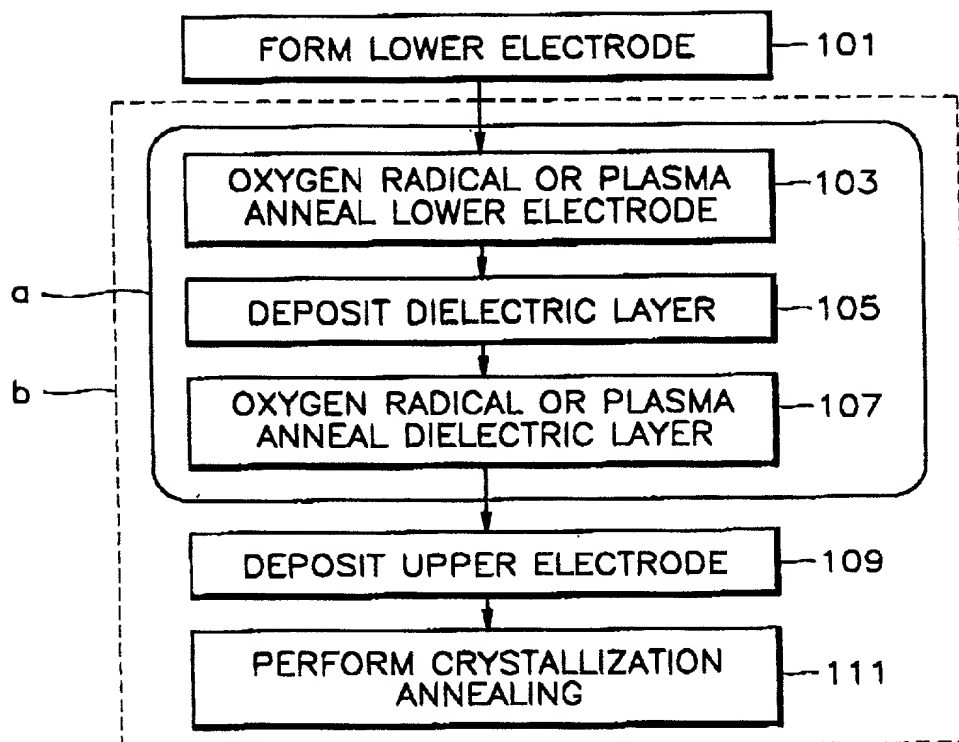 FORM LOWER ELECTRODE 101
OXYGEN RADICAL OR PLASMA
ANNEAL LOWER ELECTRODE 103
a
DEPOSIT DIELECTRIC LAYER 105
b
OXYGEN RADICAL OR PLASMA
ANNEAL DIELECTRIC LAYER 107
DEPOSIT UPPER ELECTRODE 109
PERFORM CRYSTALLIZATION
ANNEALING 111